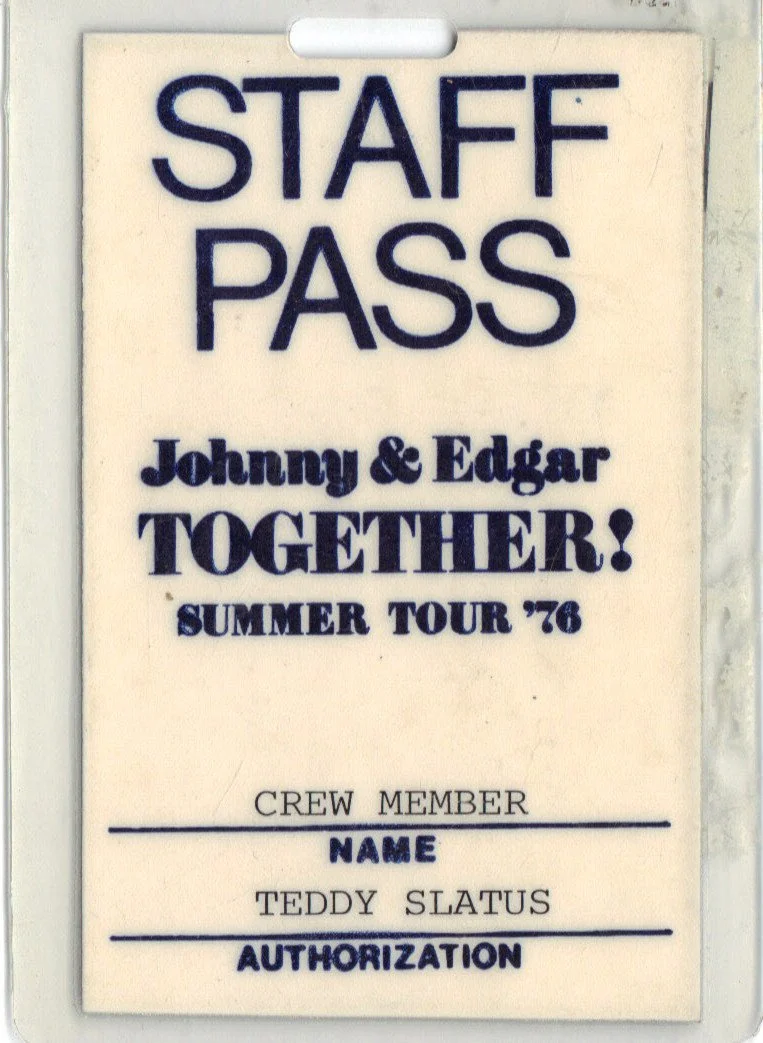 STAFF
PASS
Johnny & Edgar
TOGETHER!
SUMMER TOUR '76
CREW MEMBER
NAME
TEDDY SLATUS
AUTHORIZATION